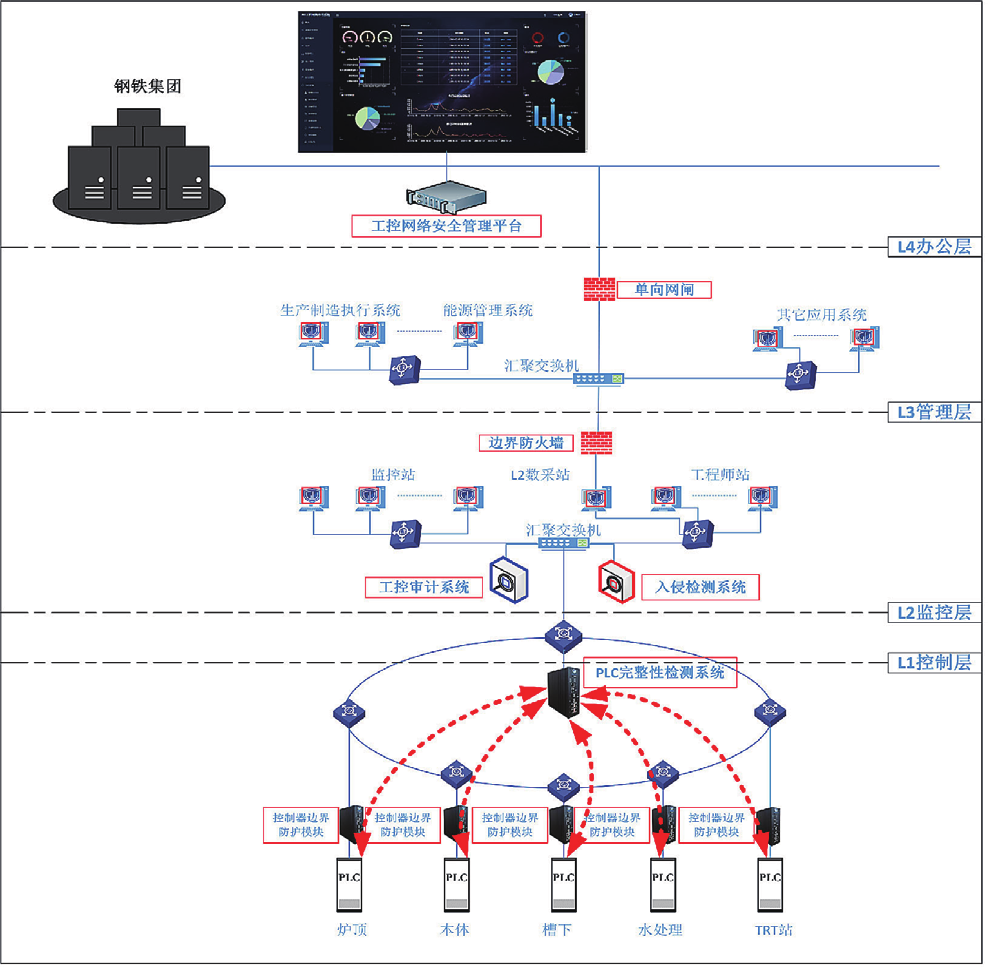 钢铁集团
工控网络安全管理平台
L4办公层
单向网闸
生产制造执行系统
能源管理系统
其它应用系统
汇聚交换机
L3管理层
边界防火墙
监控站
L2数采站
工程师站
汇聚交换机
工控审计系统
入侵检测系统
L2监控层
L1控制层
PLC完整性检测系统
控制器边界
防护模块
控制器边界
防护模块
控制器边界
防护模块
控制器边界
防护模块
控制器边界
防护模块
PLC
PLC
PLC
PLC
PLC
炉顶
本体
槽下
水处理
TRT站